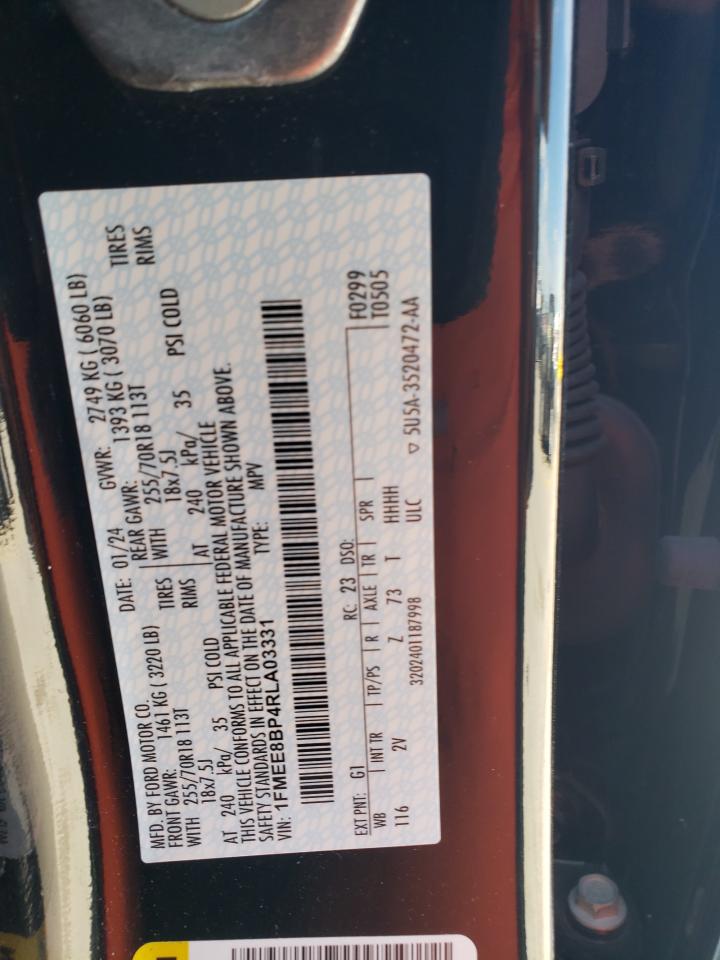 MFD. BY FORD MOTOR CO.
DATE: 01/24 GVWR: 2749 KG ( 6060 LB)
FRONT GAWR: 1461 KG ( 3220 LB) REAR GAWR: 1393 KG ( 3070 LB)
WITH 255/70R18 113T TIRES WITH 255/70R18 113T TIRES
18x7.5J RIMS 18x7.5J RIMS
AT 240 kPa/ 35 PSI COLD AT 240 kPa/ 35 PSI COLD
THIS VEHICLE CONFORMS TO ALL APPLICABLE FEDERAL MOTOR VEHICLE
SAFETY STANDARDS IN EFFECT ON THE DATE OF MANUFACTURE SHOWN ABOVE.
VIN: 1FMEE8BP4RLA03331 TYPE: MPV
EXT PNT: G1 RC: 23 DSO: F0299
WB INT TR TP/PS R AXLE TR SPR T0505
116 2V Z 73 T HHHH
3202401187998 ULC ▽ 5U5A-3520472-AA